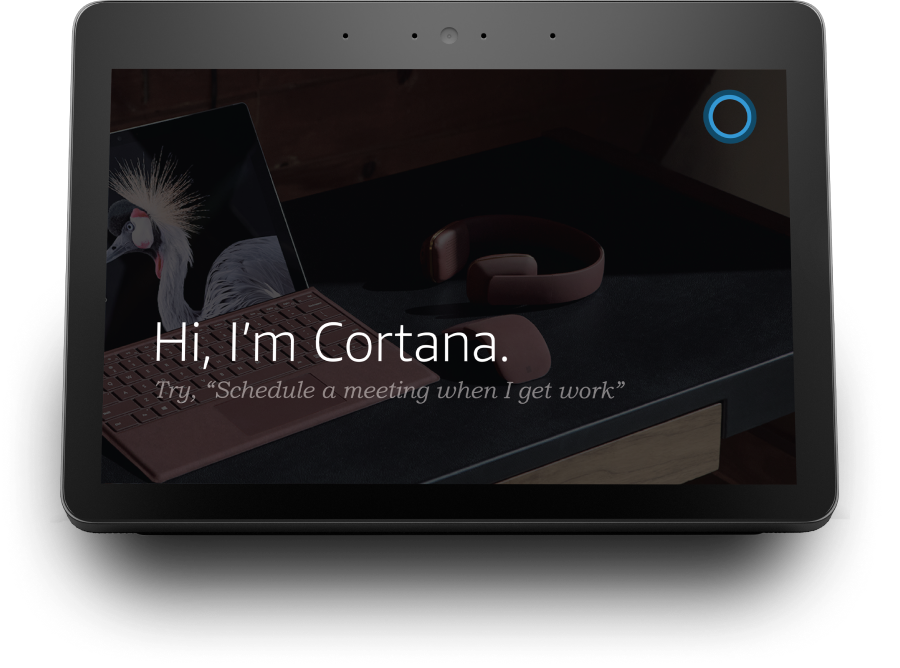 Hi, I’m Cortana.
Try, “Schedule a meeting when I get work”